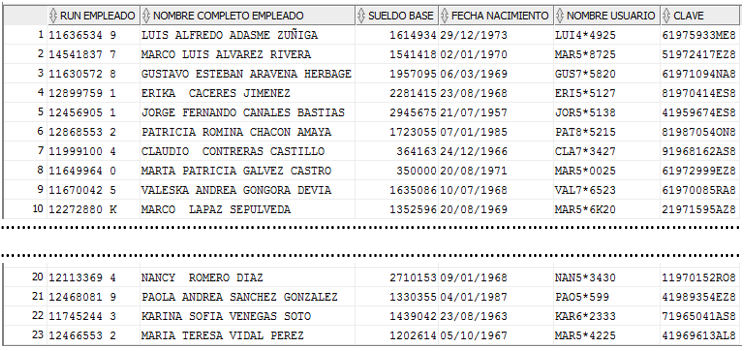 RUN EMPLEADO NOMBRE COMPLETO EMPLEADO SUELDO BASE FECHA NACIMIENTO NOMBRE USUARIO CLAVE
1 11636534 9 LUIS ALFREDO ADASME ZUÑIGA 1614934 29/12/1973 LUI4*4925 61975933ME8
2 14541837 7 MARCO LUIS ALVAREZ RIVERA 1541418 02/01/1970 MAR5*8725 51972417EZ8
3 11630572 8 GUSTAVO ESTEBAN ARAVENA HERBAGE 1957095 06/03/1969 GUS7*5820 61971094NA8
4 12899759 1 ERIKA CACERES JIMENEZ 2281415 23/08/1968 ERI5*5127 81970414ES8
5 12456905 1 JORGE FERNANDO CANALES BASTIAS 2945675 21/07/1957 JOR5*5138 41959674ES8
6 12868553 2 PATRICIA ROMINA CHACON AMAYA 1723055 07/01/1985 PAT8*5215 81987054ON8
7 11999100 4 CLAUDIO CONTRERAS CASTILLO 364163 24/12/1966 CLA7*3427 91968162AS8
8 11649964 0 MARTA PATRICIA GALVEZ CASTRO 350000 20/08/1971 MAR5*0025 61972999EZ8
9 11670042 5 VALESKA ANDREA GONGORA DEVIA 1635086 10/07/1968 VAL7*6523 61970085RA8
10 12272880 K MARCO LAPAZ SEPULVEDA 1352596 20/08/1969 MAR5*6K20 21971595AZ8
20 12113369 4 NANCY ROMERO DIAZ 2710153 09/01/1968 NAN5*3430 11970152RO8
21 12468081 9 PAOLA ANDREA SANCHEZ GONZALEZ 1330355 04/01/1987 PAO5*599 41989354EZ8
22 11745244 3 KARINA SOFIA VENEGAS SOTO 1439042 23/08/1963 KAR6*2333 71965041AS8
23 12466553 2 MARIA TERESA VIDAL PEREZ 1202614 05/10/1967 MAR5*4225 41969613AL8